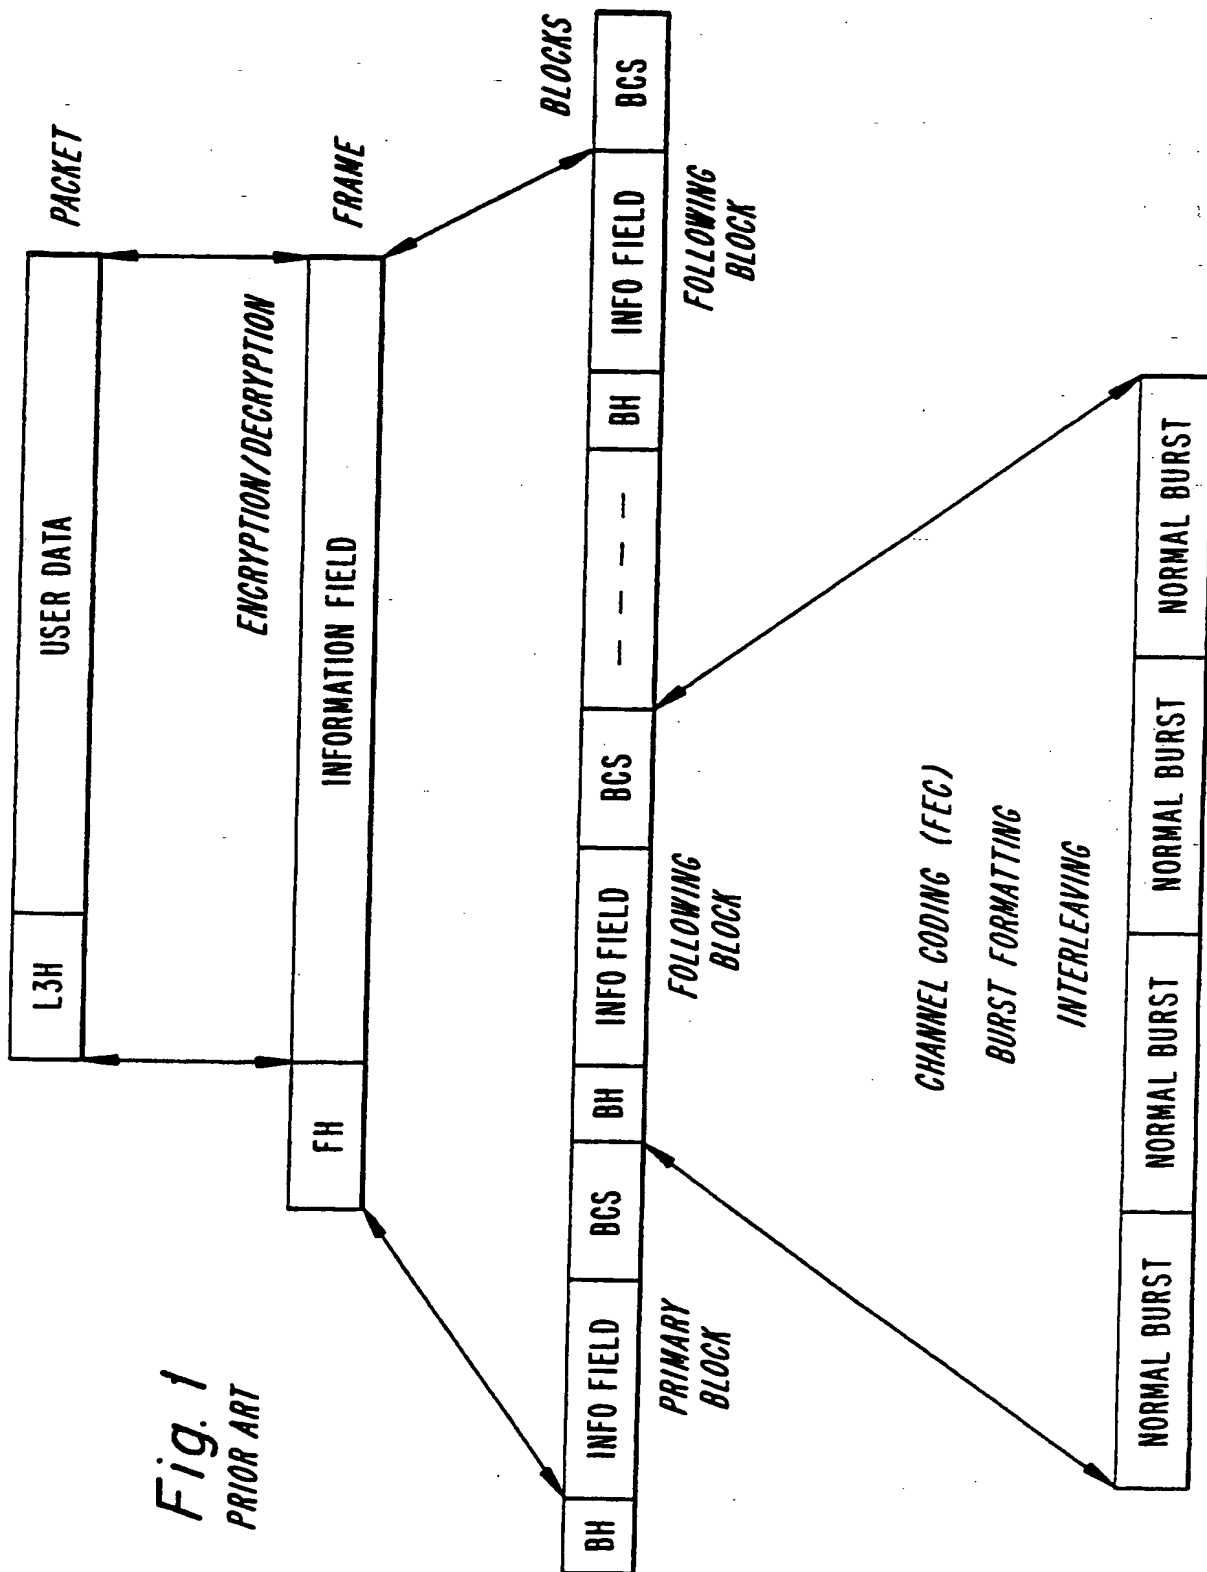 PACKET
L3H
USER DATA
ENCRYPTION/DECRYPTION
FRAME
FH
INFORMATION FIELD
BLOCKS
BH
INFO FIELD
BCS
BH
INFO FIELD
BCS
BH
INFO FIELD
BCS
PRIMARY
BLOCK
FOLLOWING
BLOCK
FOLLOWING
BLOCK
CHANNEL CODING (FEC)
BURST FORMATTING
INTERLEAVING
NORMAL BURST
NORMAL BURST
NORMAL BURST
NORMAL BURST
Fig. 1
PRIOR ART